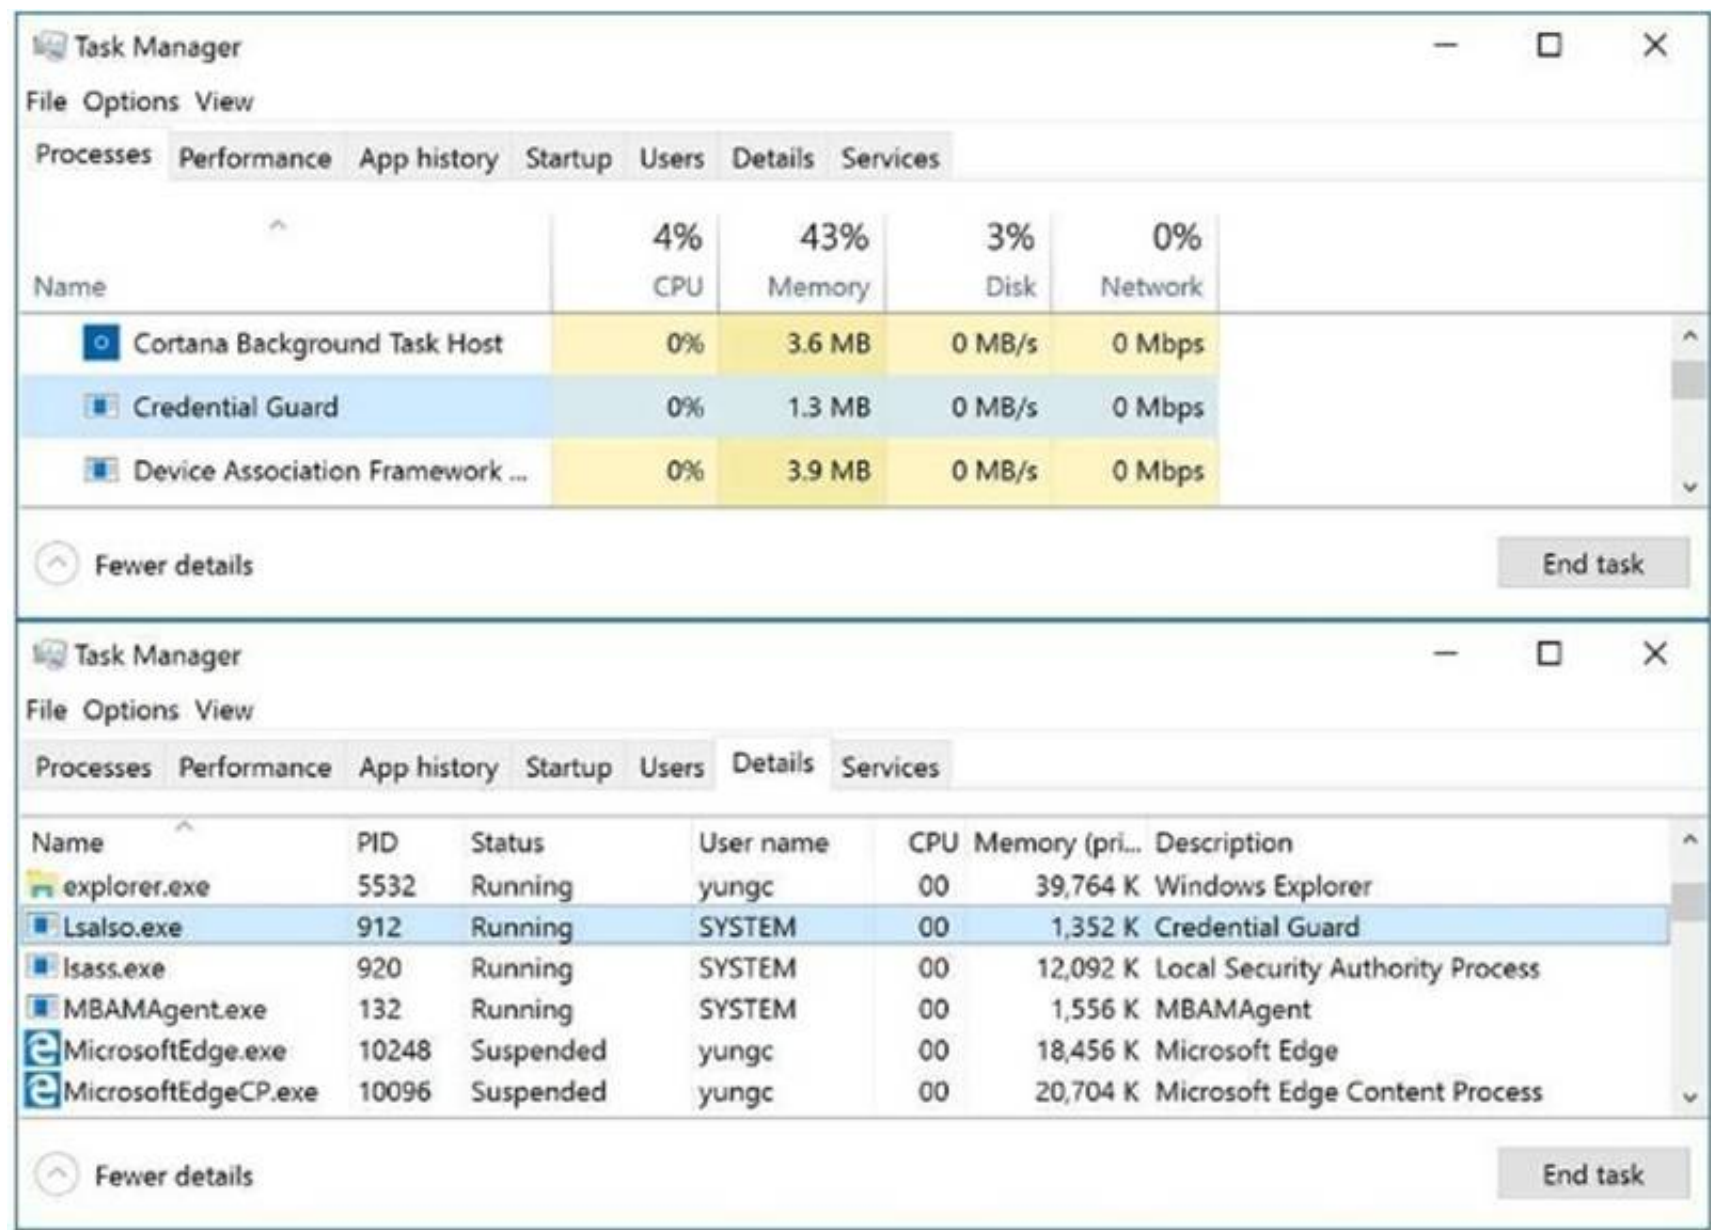 Task Manager
File Options View
Processes Performance App history Startup Users Details Services
4% 43% 3% 0%
Name CPU Memory Disk Network
Cortana Background Task Host 0% 3.6 MB 0 MB/s 0 Mbps
Credential Guard 0% 1.3 MB 0 MB/s 0 Mbps
Device Association Framework ... 0% 3.9 MB 0 MB/s 0 Mbps
Fewer details End task
Task Manager
File Options View
Processes Performance App history Startup Users Details Services
Name PID Status User name CPU Memory (pri... Description
explorer.exe 5532 Running yungc 00 39,764 K Windows Explorer
LsaIso.exe 912 Running SYSTEM 00 1,352 K Credential Guard
lsass.exe 920 Running SYSTEM 00 12,092 K Local Security Authority Process
MBAMAgent.exe 132 Running SYSTEM 00 1,556 K MBAMAgent
MicrosoftEdge.exe 10248 Suspended yungc 00 18,456 K Microsoft Edge
MicrosoftEdgeCP.exe 10096 Suspended yungc 00 20,704 K Microsoft Edge Content Process
Fewer details End task